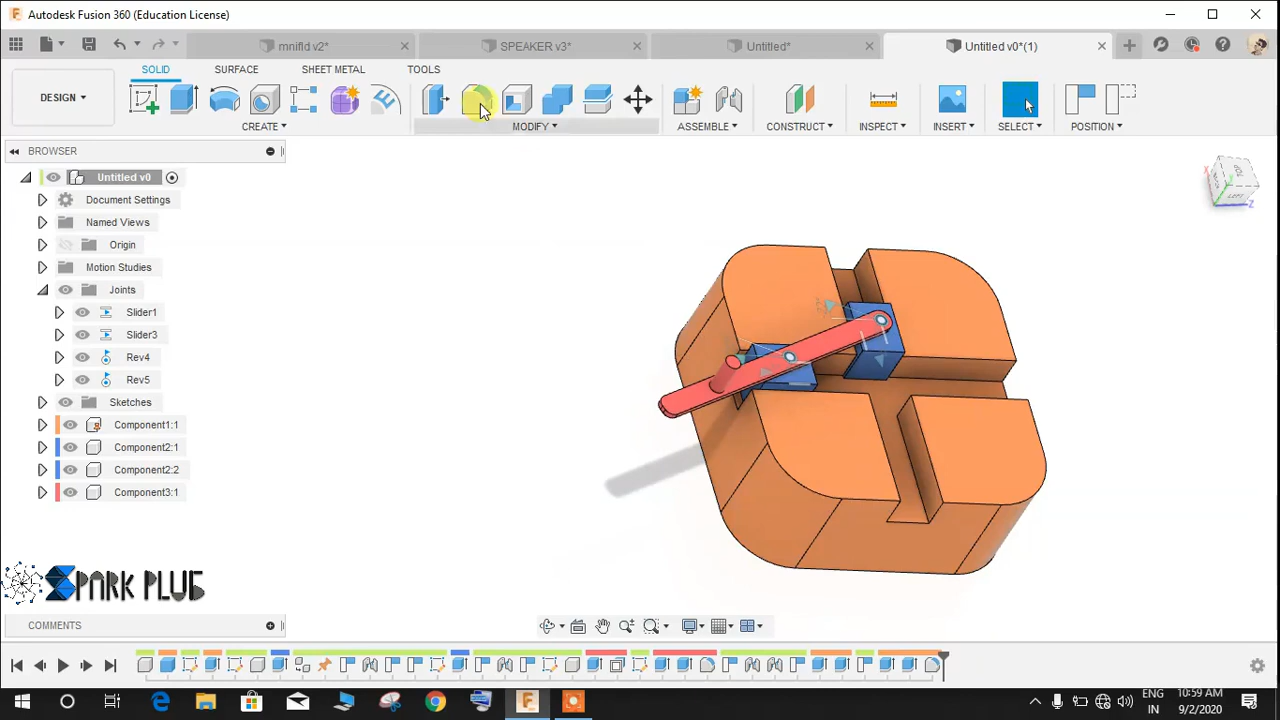 Autodesk Fusion 360 (Education License)
mnifld v2*
SPEAKER v3*
Untitled*
Untitled v0*(1)
SOLID
SURFACE
SHEET METAL
TOOLS
DESIGN
CREATE
MODIFY
ASSEMBLE
CONSTRUCT
INSPECT
INSERT
SELECT
POSITION
BROWSER
Untitled v0
Document Settings
Named Views
Origin
Motion Studies
Joints
Slider1
Slider3
Rev4
Rev5
Sketches
Component1:1
Component2:1
Component2:2
Component3:1
TOP
LEFT
X
Z
SPARK PLUG
COMMENTS
ENG
IN
10:59 AM
9/2/2020